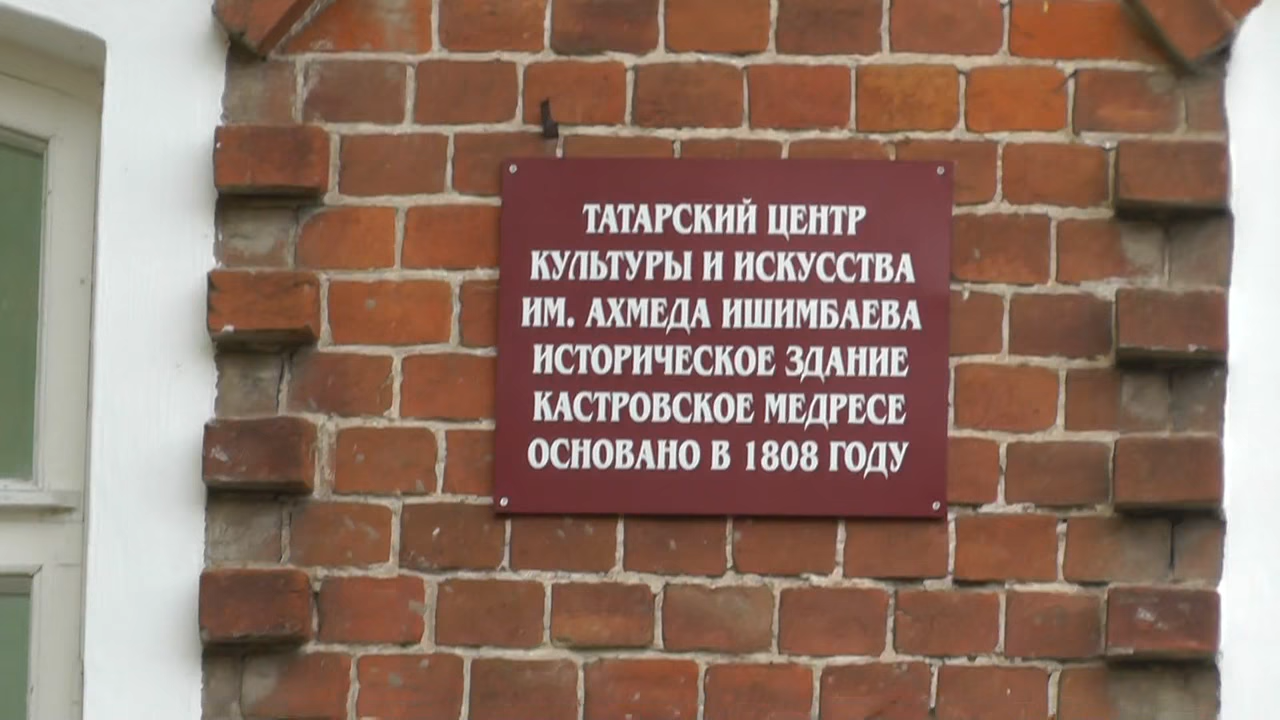 ТАТАРСКИЙ ЦЕНТР
КУЛЬТУРЫ И ИСКУССТВА
ИМ. АХМЕДА ИШИМБАЕВА
ИСТОРИЧЕСКОЕ ЗДАНИЕ
КАСТРОВСКОЕ МЕДРЕСЕ
ОСНОВАНО В 1808 ГОДУ